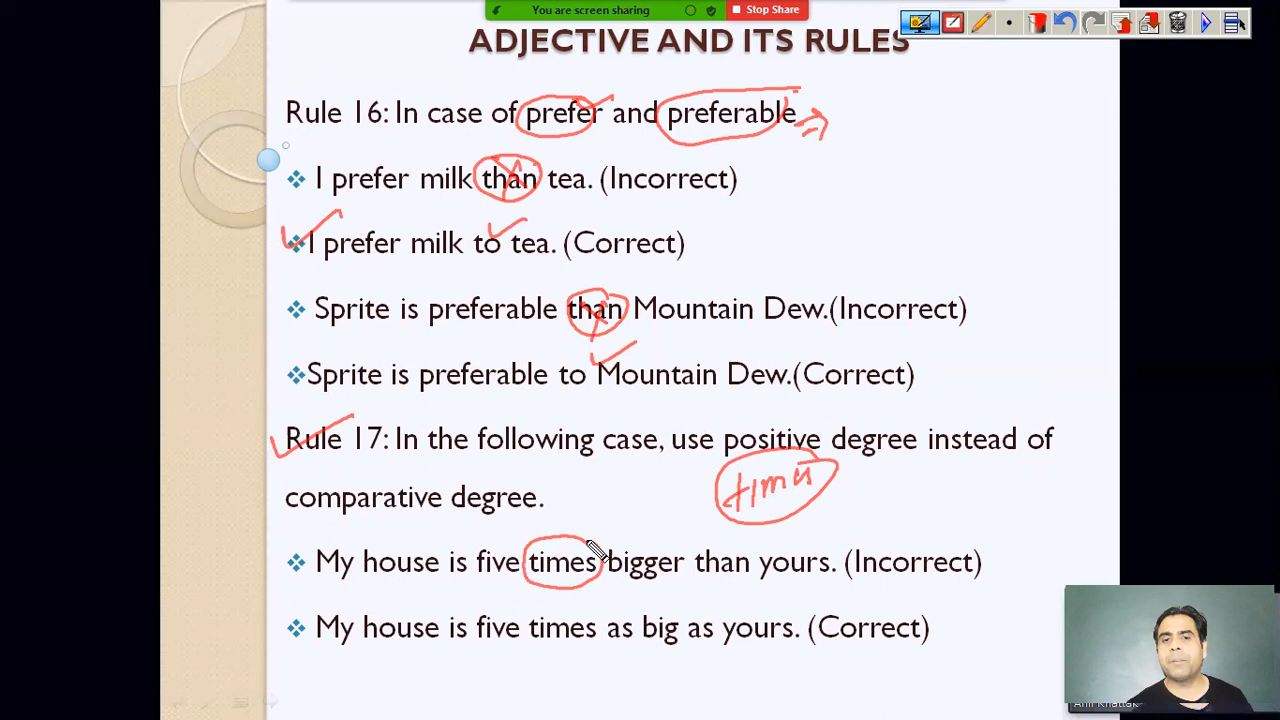 You are screen sharing
Stop Share
ADJECTIVE AND ITS RULES
Rule 16: In case of prefer and preferable
I prefer milk than tea. (Incorrect)
I prefer milk to tea. (Correct)
Sprite is preferable than Mountain Dew.(Incorrect)
Sprite is preferable to Mountain Dew.(Correct)
Rule 17: In the following case, use positive degree instead of
times
comparative degree.
My house is five times bigger than yours. (Incorrect)
My house is five times as big as yours. (Correct)